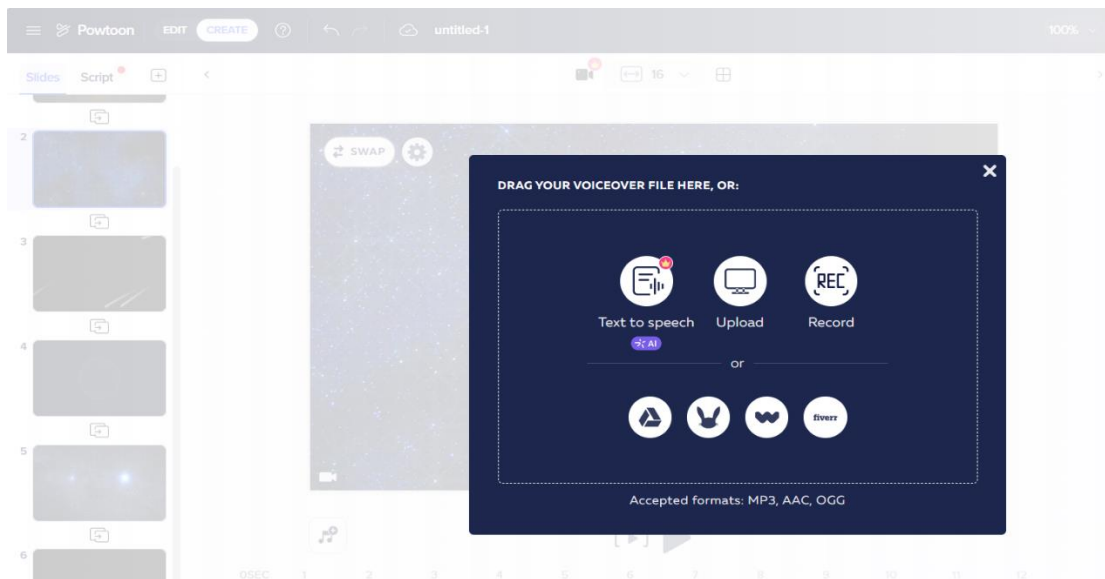 Powtoon EDIT CREATE ? untitled-1 100%
Slides Script 16
2
SWAP
DRAG YOUR VOICEOVER FILE HERE, OR:
3
REC
Text to speech Upload Record
AI
4
or
fiverr
5
Accepted formats: MP3, AAC, OGG
6
0SEC 1 2 3 4 5 6 7 8 9 10 11 12